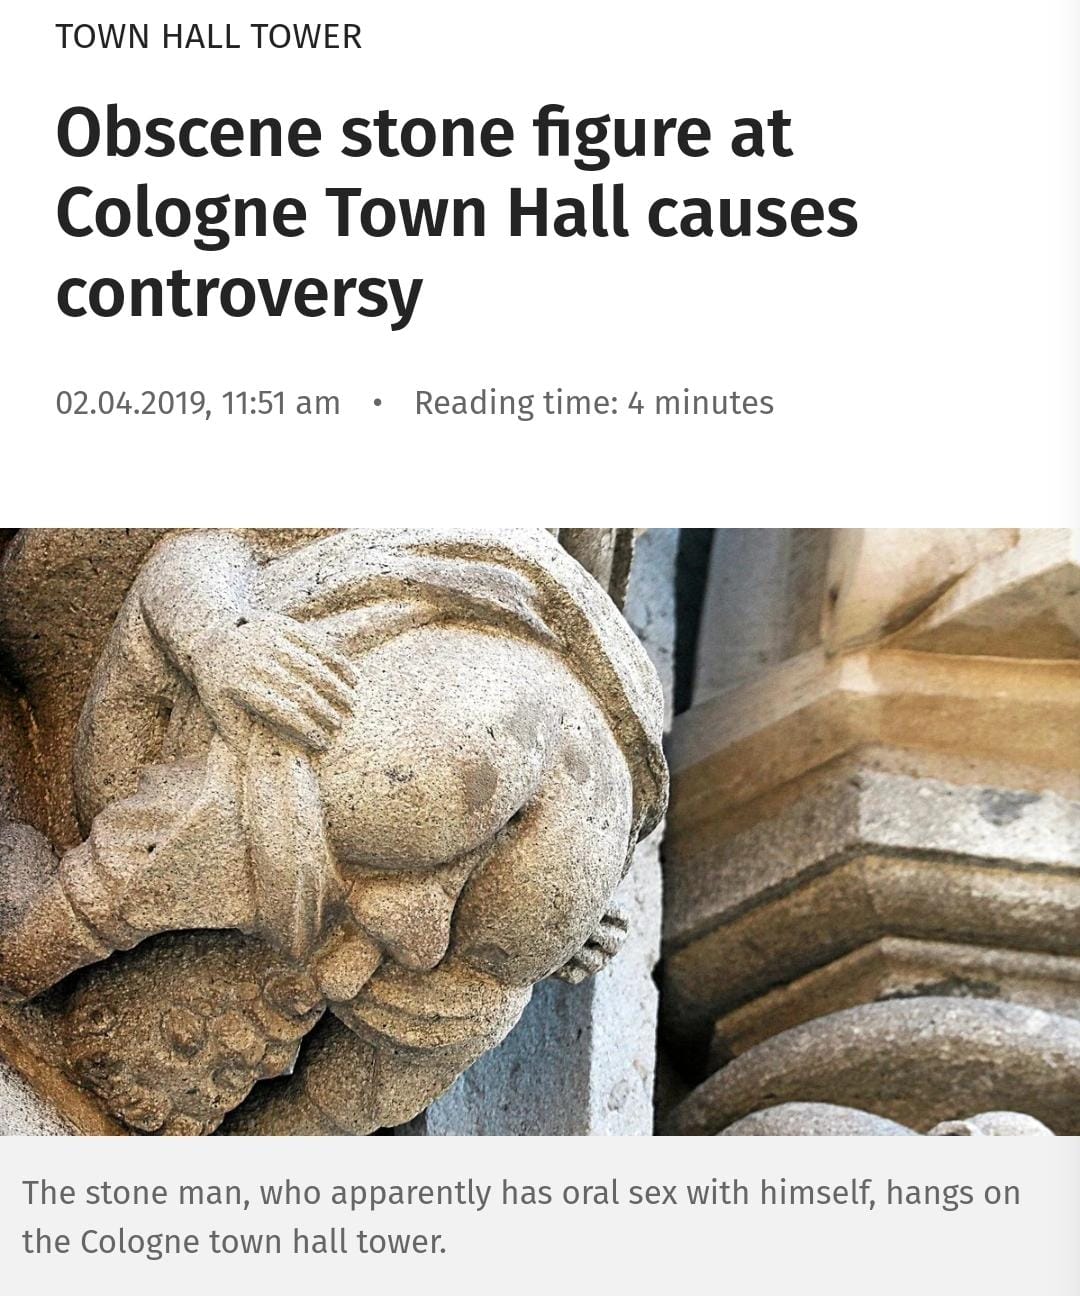 TOWN HALL TOWER
Obscene stone figure at
Cologne Town Hall causes
controversy
02.04.2019, 11:51 am • Reading time: 4 minutes
The stone man, who apparently has oral sex with himself, hangs on
the Cologne town hall tower.